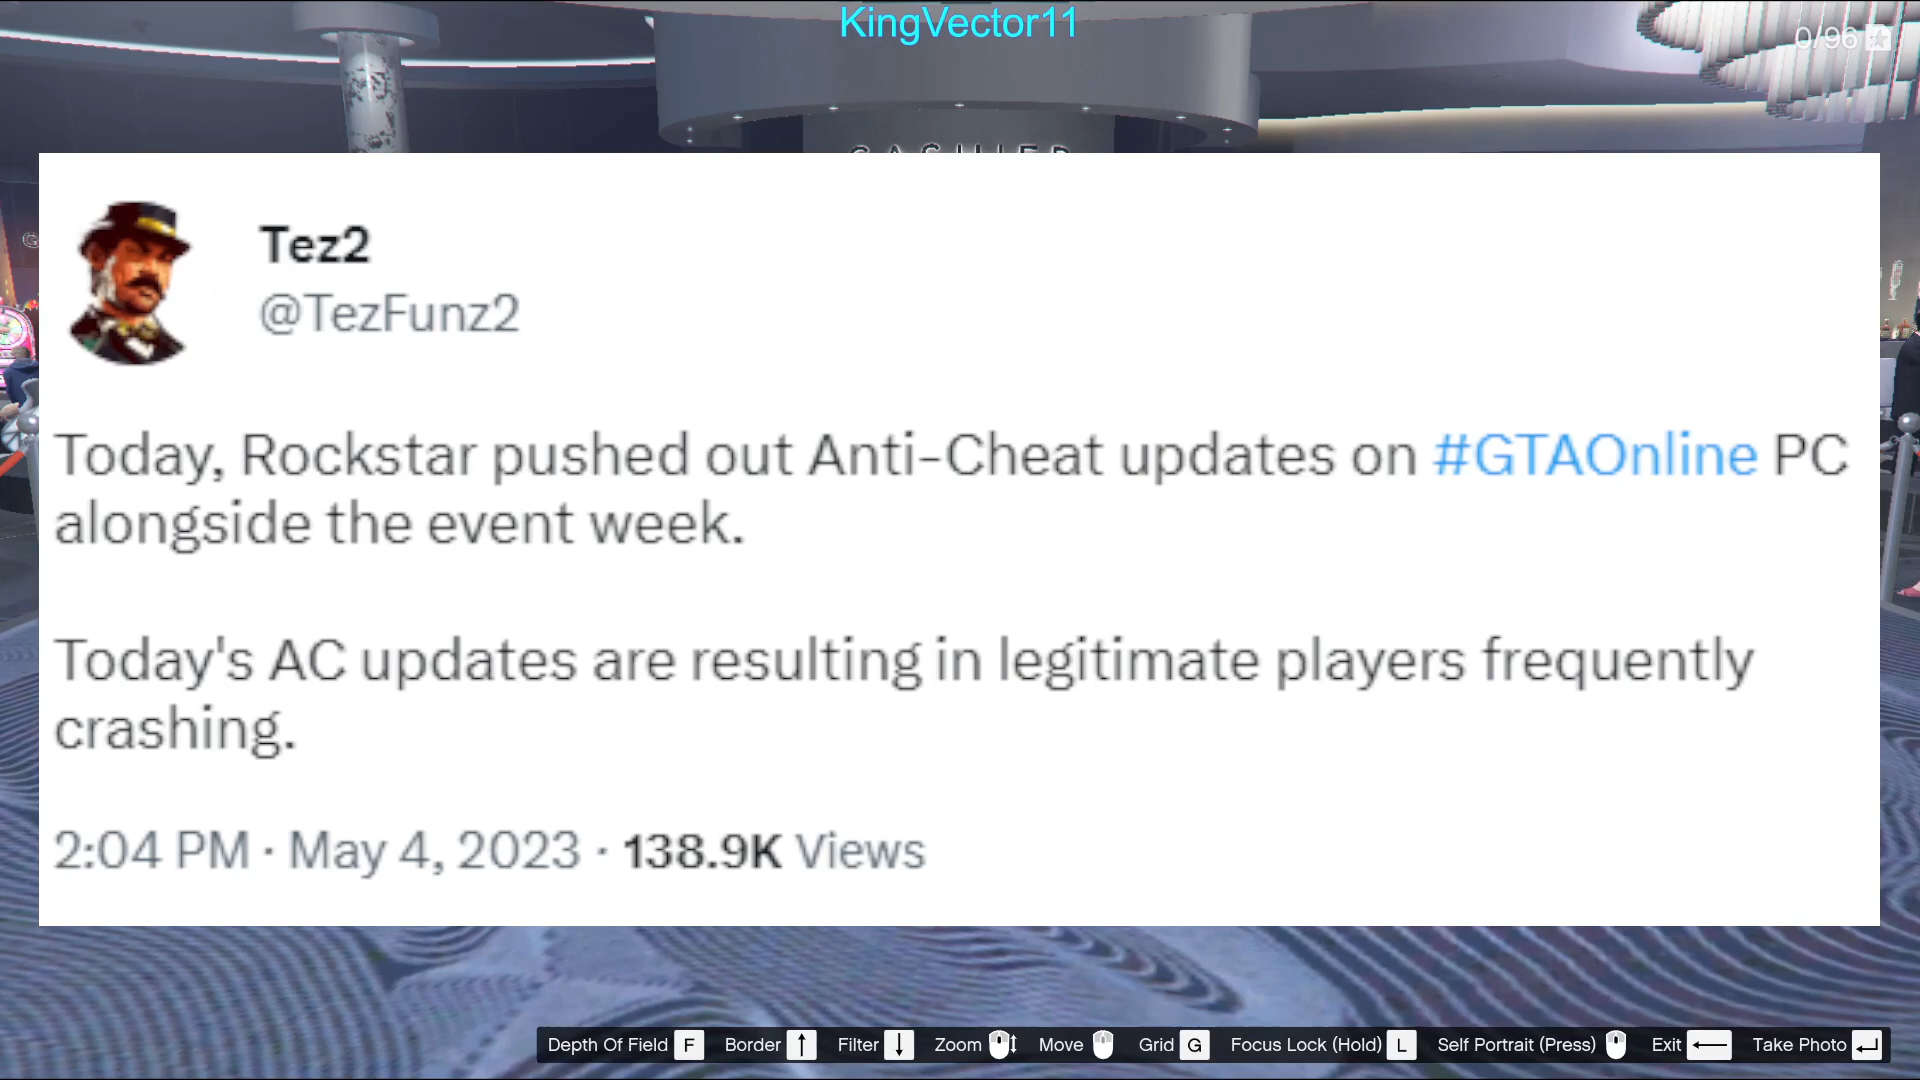 KingVector11
0/96
CASHIER
Tez2
@TezFunz2
Today, Rockstar pushed out Anti-Cheat updates on #GTAOnline PC
alongside the event week.
Today's AC updates are resulting in legitimate players frequently
crashing.
2:04 PM · May 4, 2023 · 138.9K Views
Depth Of Field F Border ↑ Filter ↓ Zoom Move Grid G Focus Lock (Hold) L Self Portrait (Press) Exit ← Take Photo ↵